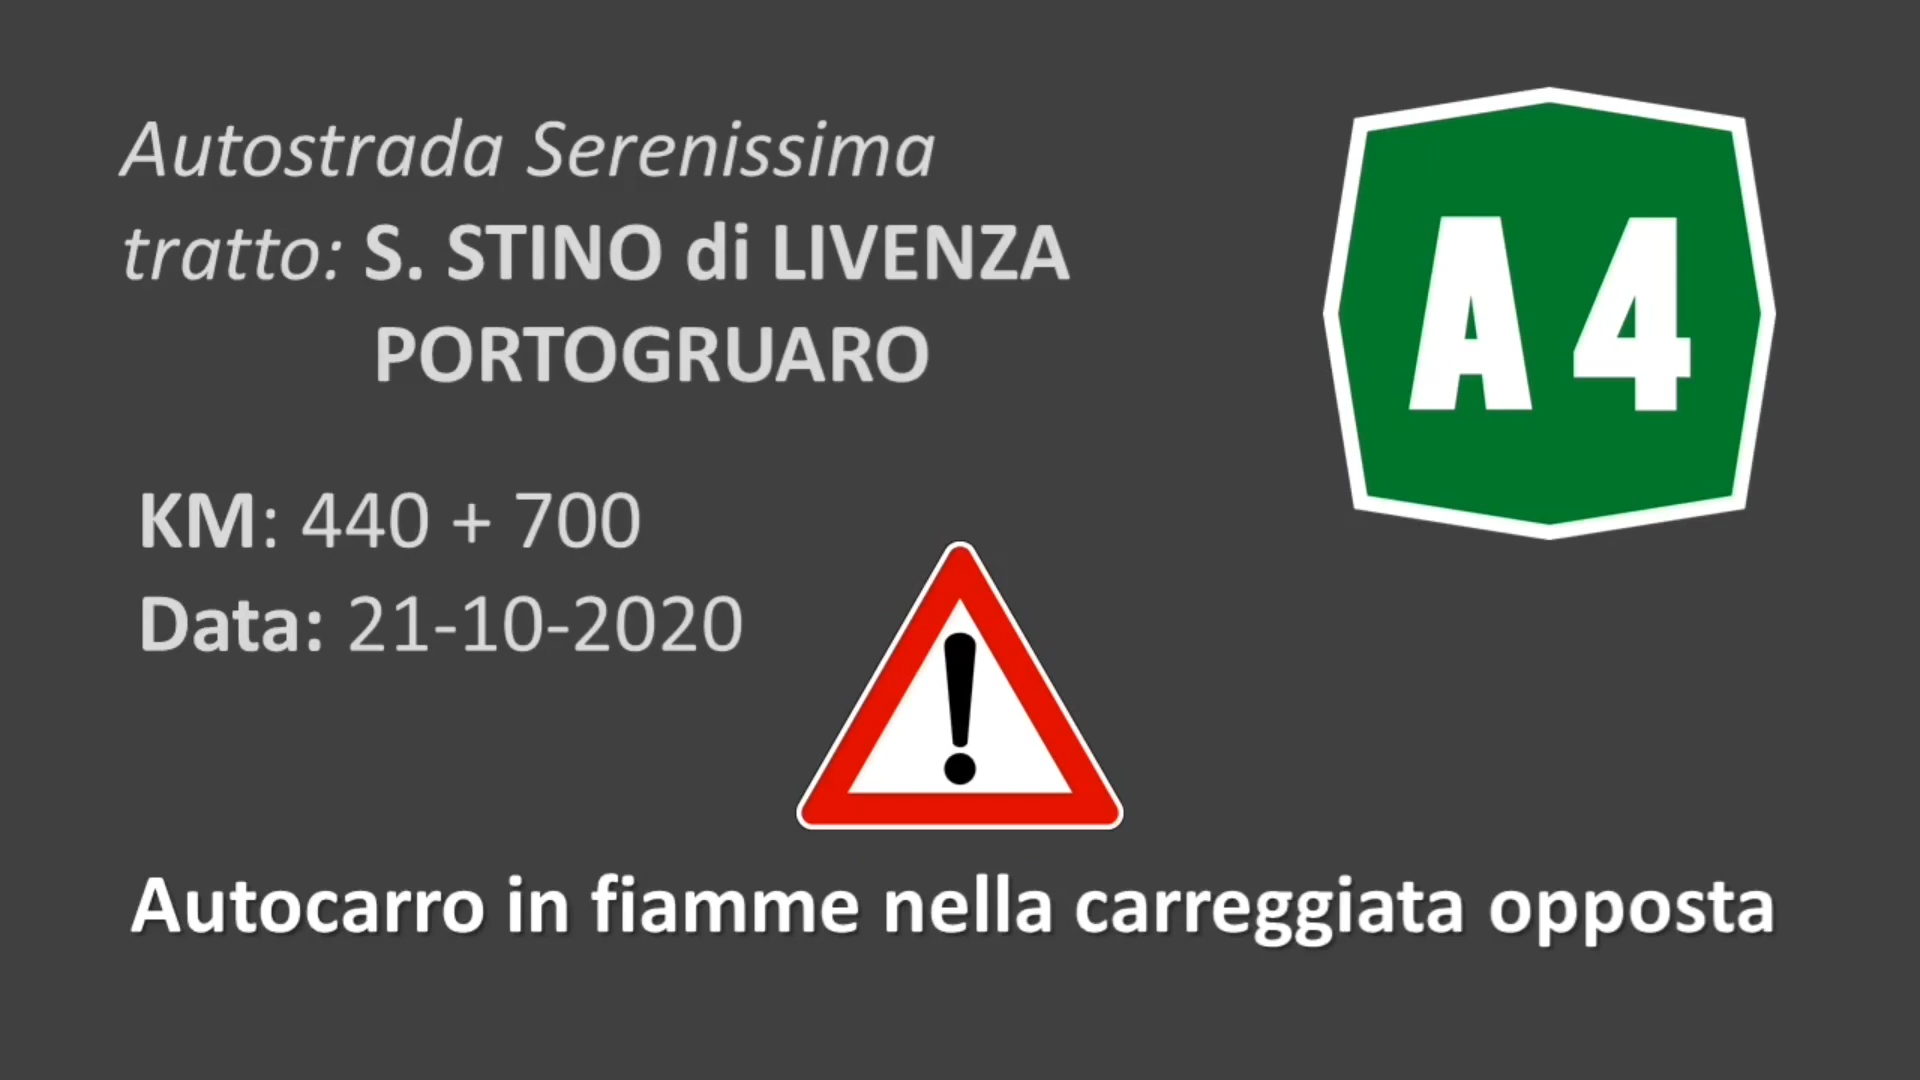 Autostrada Serenissima
tratto: S. STINO di LIVENZA
PORTOGRUARO
A 4
KM: 440 + 700
Data: 21-10-2020
!
Autocarro in fiamme nella carreggiata opposta